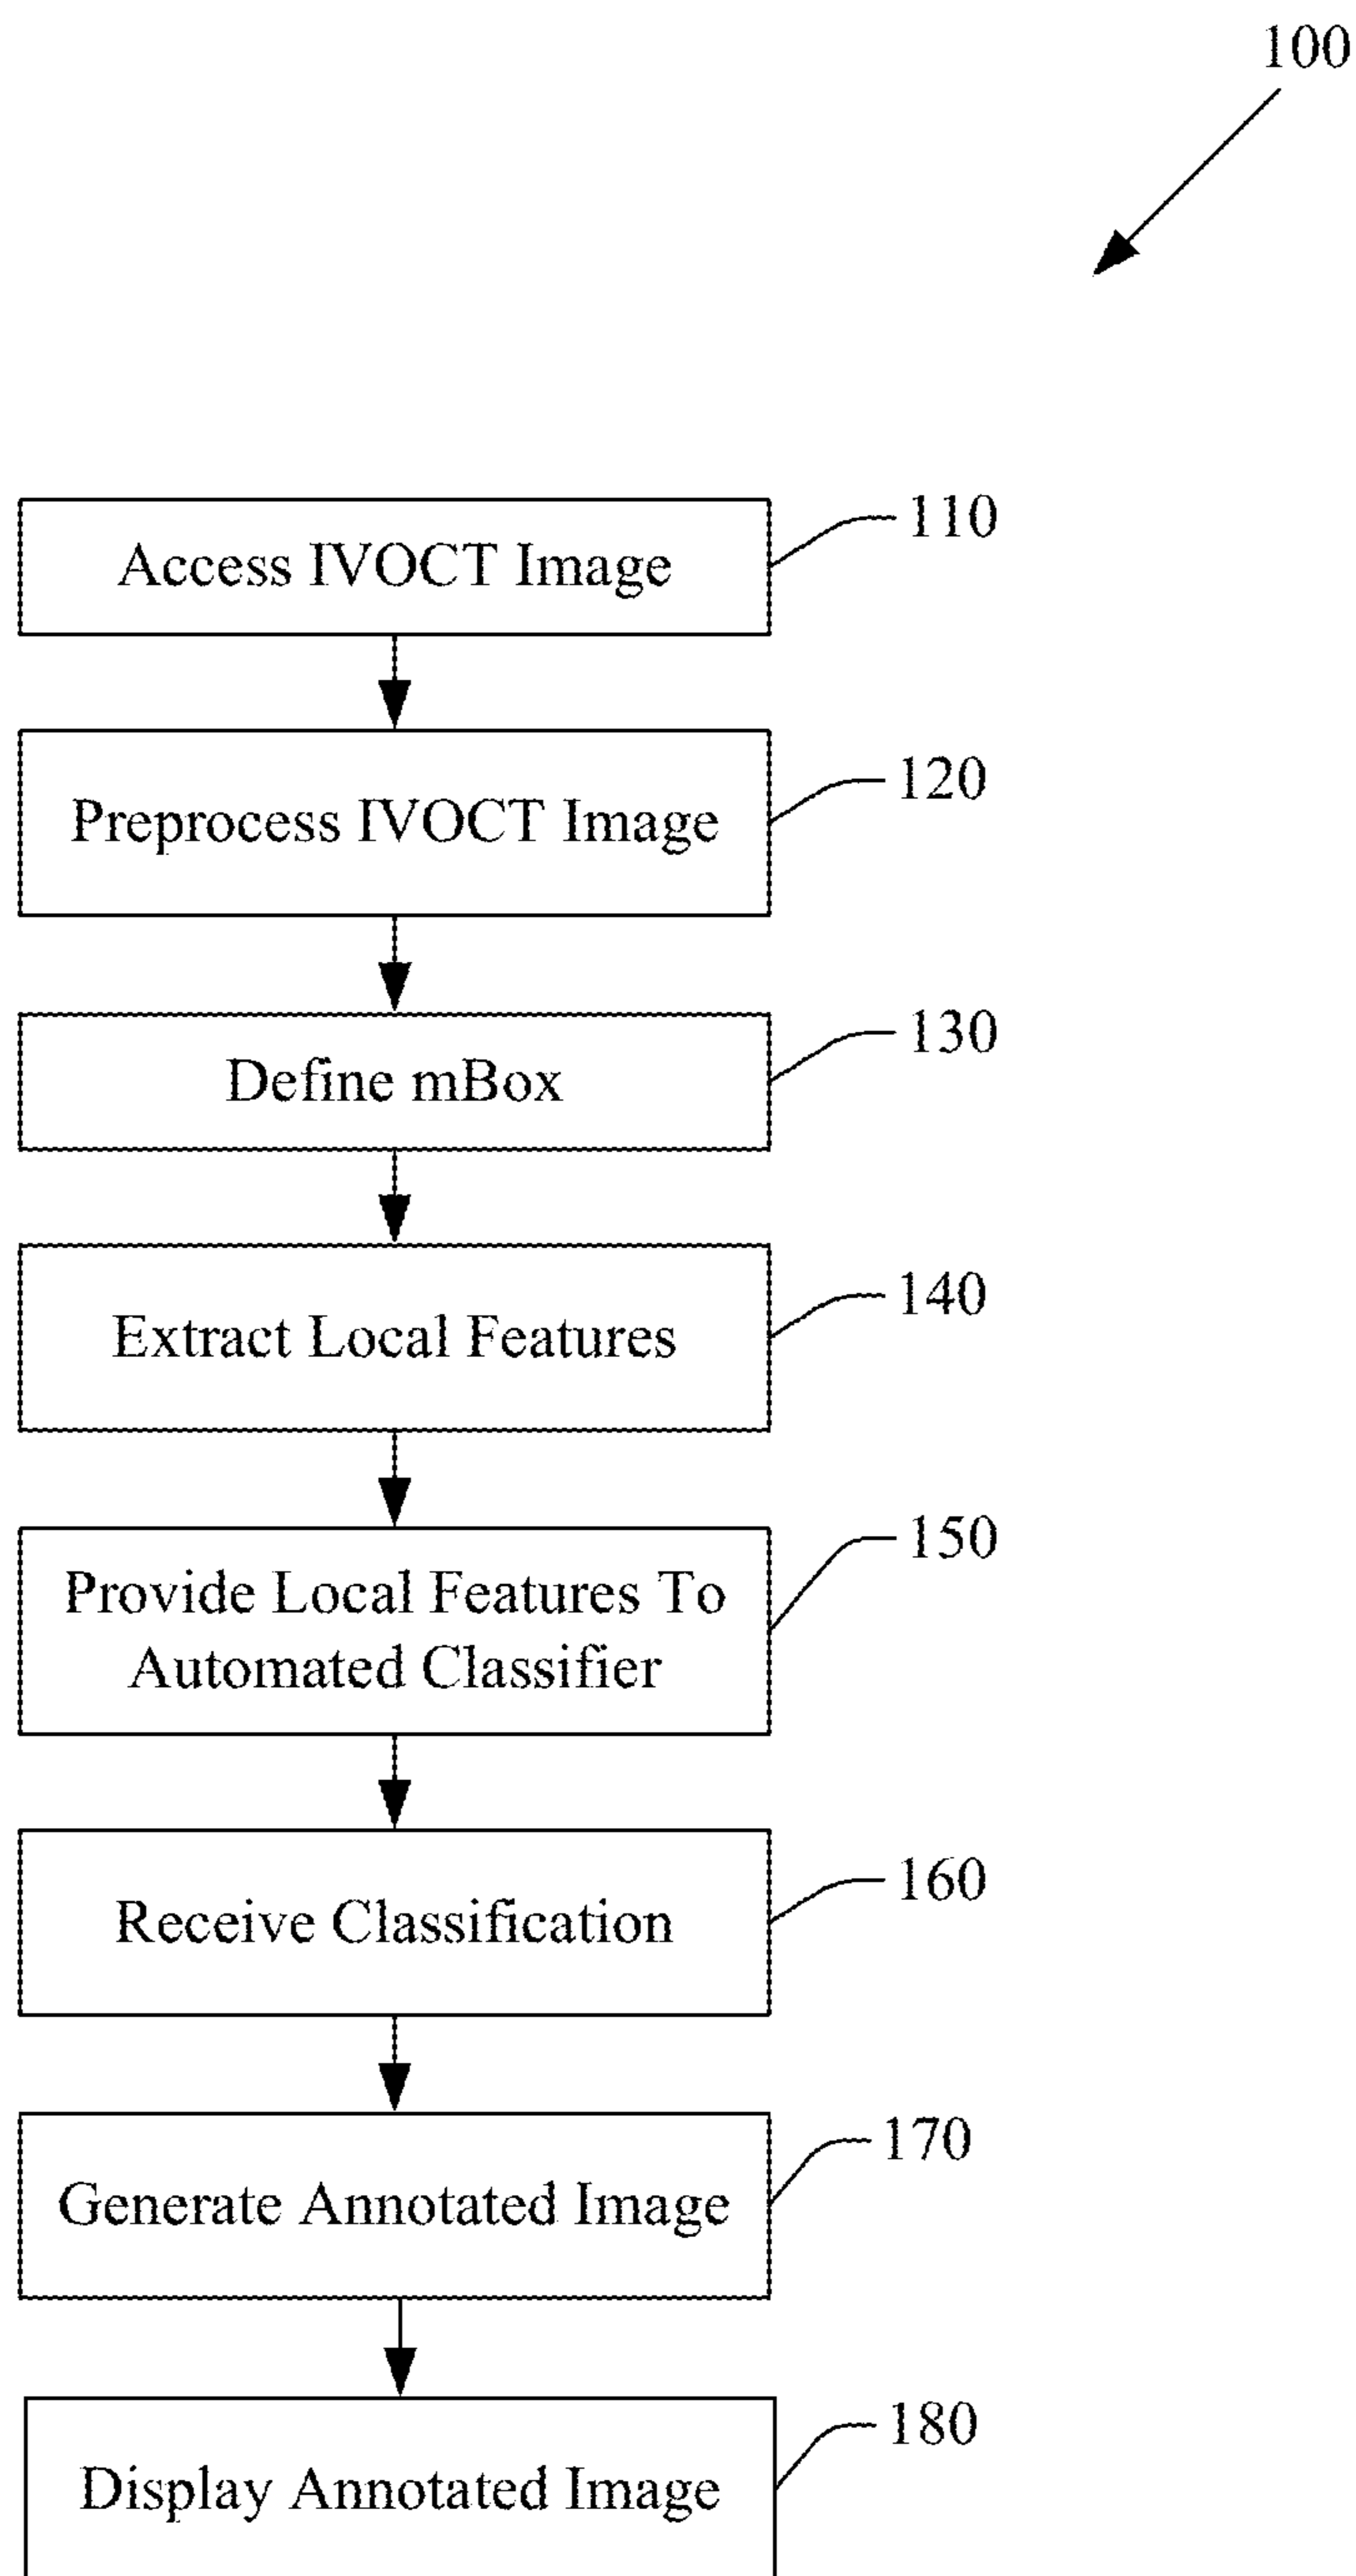 100
Access IVOCT Image
110
Preprocess IVOCT Image
120
Define mBox
130
Extract Local Features
140
Provide Local Features To
Automated Classifier
150
Receive Classification
160
Generate Annotated Image
170
Display Annotated Image
180